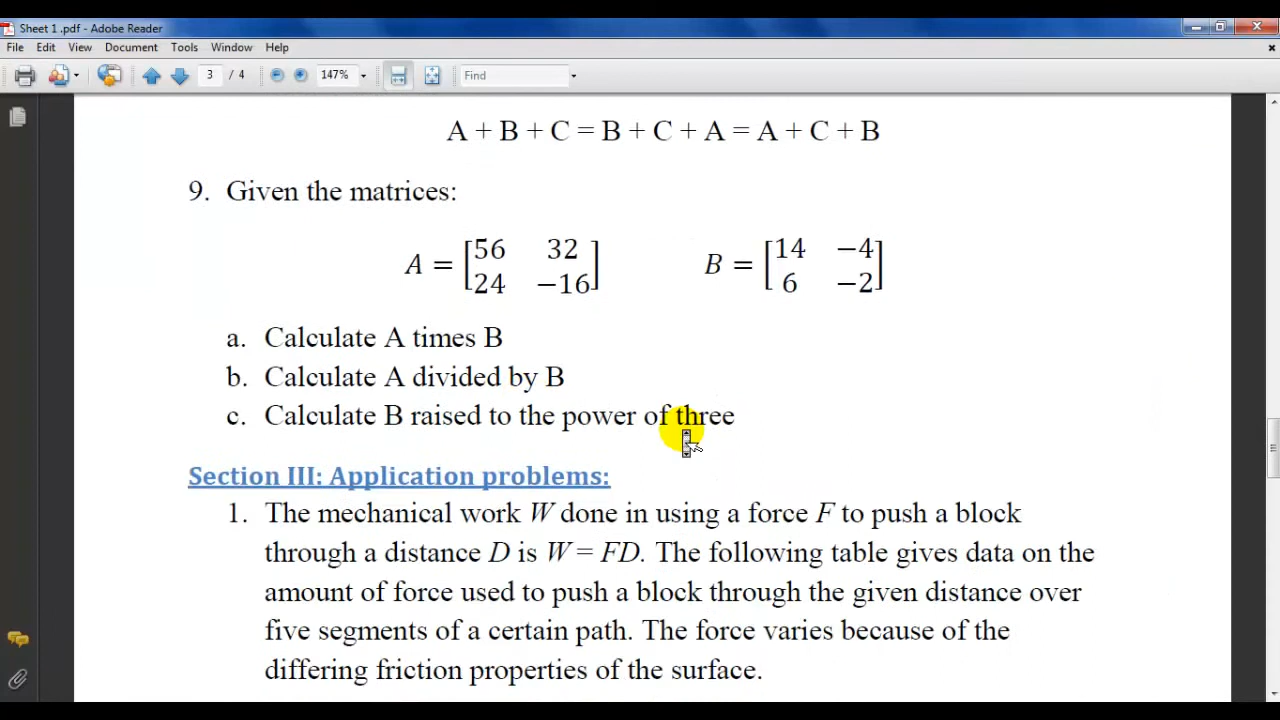 Sheet 1 .pdf - Adobe Reader
File Edit View Document Tools Window Help
3 / 4 147% Find
A + B + C = B + C + A = A + C + B
9. Given the matrices:
A = [56 32 B = [14 −4
24 −16] 6 −2]
a. Calculate A times B
b. Calculate A divided by B
c. Calculate B raised to the power of three
Section III: Application problems:
1. The mechanical work W done in using a force F to push a block
through a distance D is W = FD. The following table gives data on the
amount of force used to push a block through the given distance over
five segments of a certain path. The force varies because of the
differing friction properties of the surface.